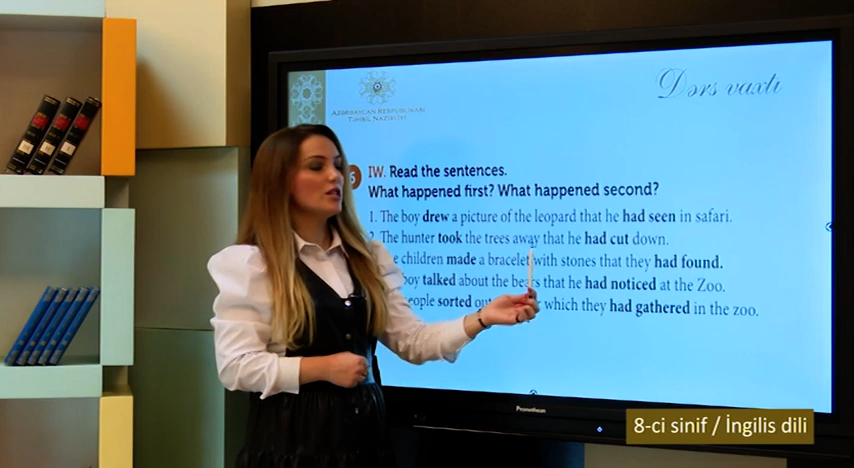 Dərs vaxtı
AZƏRBAYCAN RESPUBLİKASI
TƏHSİL NAZİRLİYİ
6 IW. Read the sentences.
What happened first? What happened second?
1. The boy drew a picture of the leopard that he had seen in safari.
2. The hunter took the trees away that he had cut down.
children made a bracelet with stones that they had found.
boy talked about the bears that he had noticed at the Zoo.
sorted which they had gathered in the zoo.
Promethean
8-ci sinif / İngilis dili